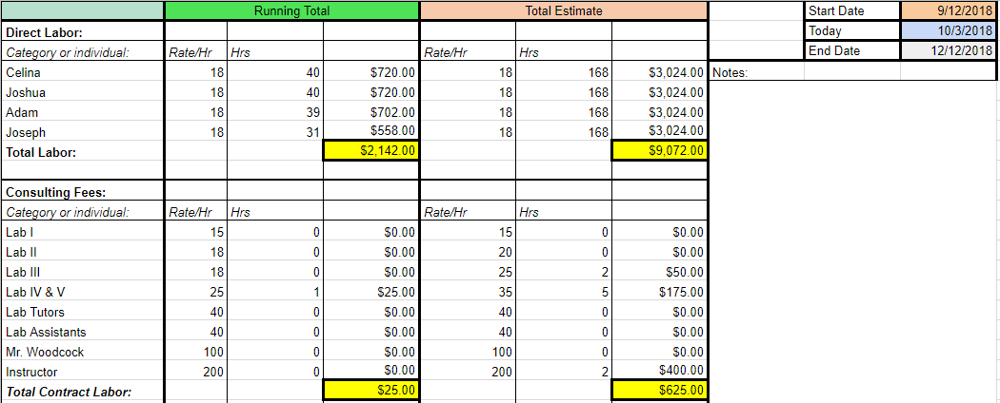 Running Total Total Estimate Start Date 9/12/2018
Direct Labor: Today 10/3/2018
Category or individual: Rate/Hr Hrs Rate/Hr Hrs End Date 12/12/2018
Celina 18 40 $720.00 18 168 $3,024.00 Notes:
Joshua 18 40 $720.00 18 168 $3,024.00
Adam 18 39 $702.00 18 168 $3,024.00
Joseph 18 31 $558.00 18 168 $3,024.00
Total Labor: $2,142.00 $9,072.00
Consulting Fees:
Category or individual: Rate/Hr Hrs Rate/Hr Hrs
Lab I 15 0 $0.00 15 0 $0.00
Lab II 18 0 $0.00 20 0 $0.00
Lab III 18 0 $0.00 25 2 $50.00
Lab IV & V 25 1 $25.00 35 5 $175.00
Lab Tutors 40 0 $0.00 40 0 $0.00
Lab Assistants 40 0 $0.00 40 0 $0.00
Mr. Woodcock 100 0 $0.00 100 0 $0.00
Instructor 200 0 $0.00 200 2 $400.00
Total Contract Labor: $25.00 $625.00